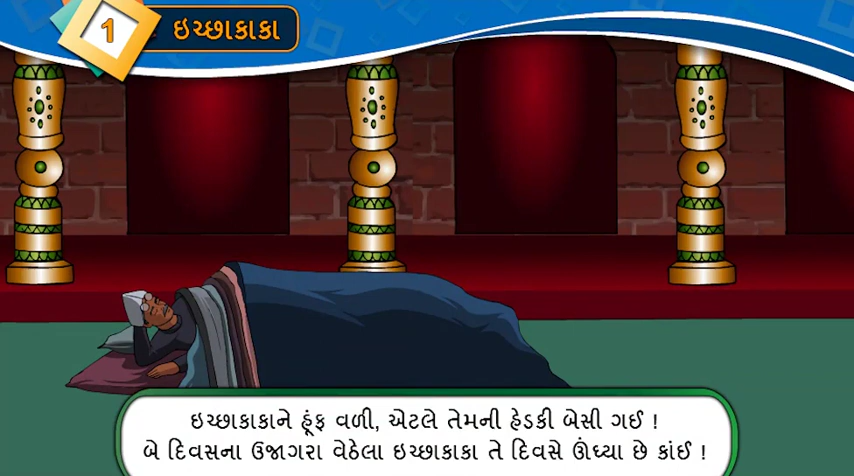 1
ઇચ્છાકાકા
ઇચ્છાકાકાને હૂંફ વળી, એટલે તેમની હેડકી બેસી ગઈ !
બે દિવસના ઉજાગરા વેઠેલા ઇચ્છાકાકા તે દિવસે ઊંઘ્યા છે કાંઈ !